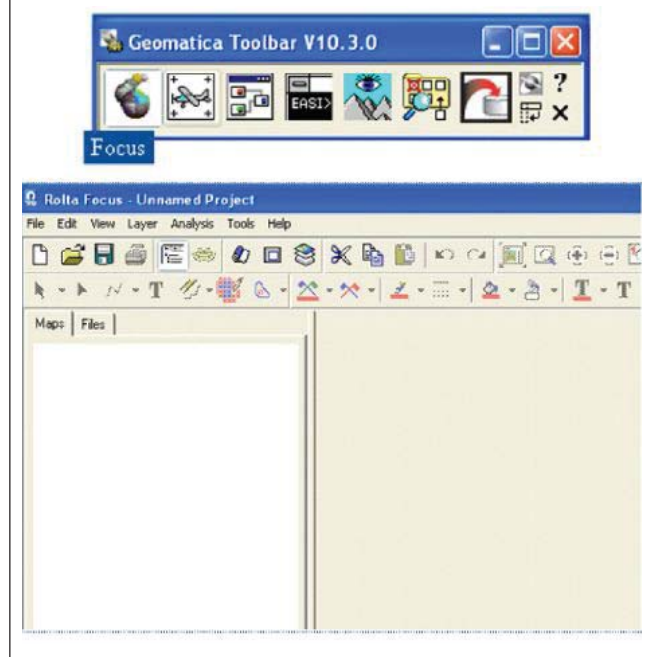 Geomatica Toolbar V10.3.0
EASI>
?
Focus
Rolta Focus - Unnamed Project
File Edit View Layer Analysis Tools Help
T T T
Maps Files